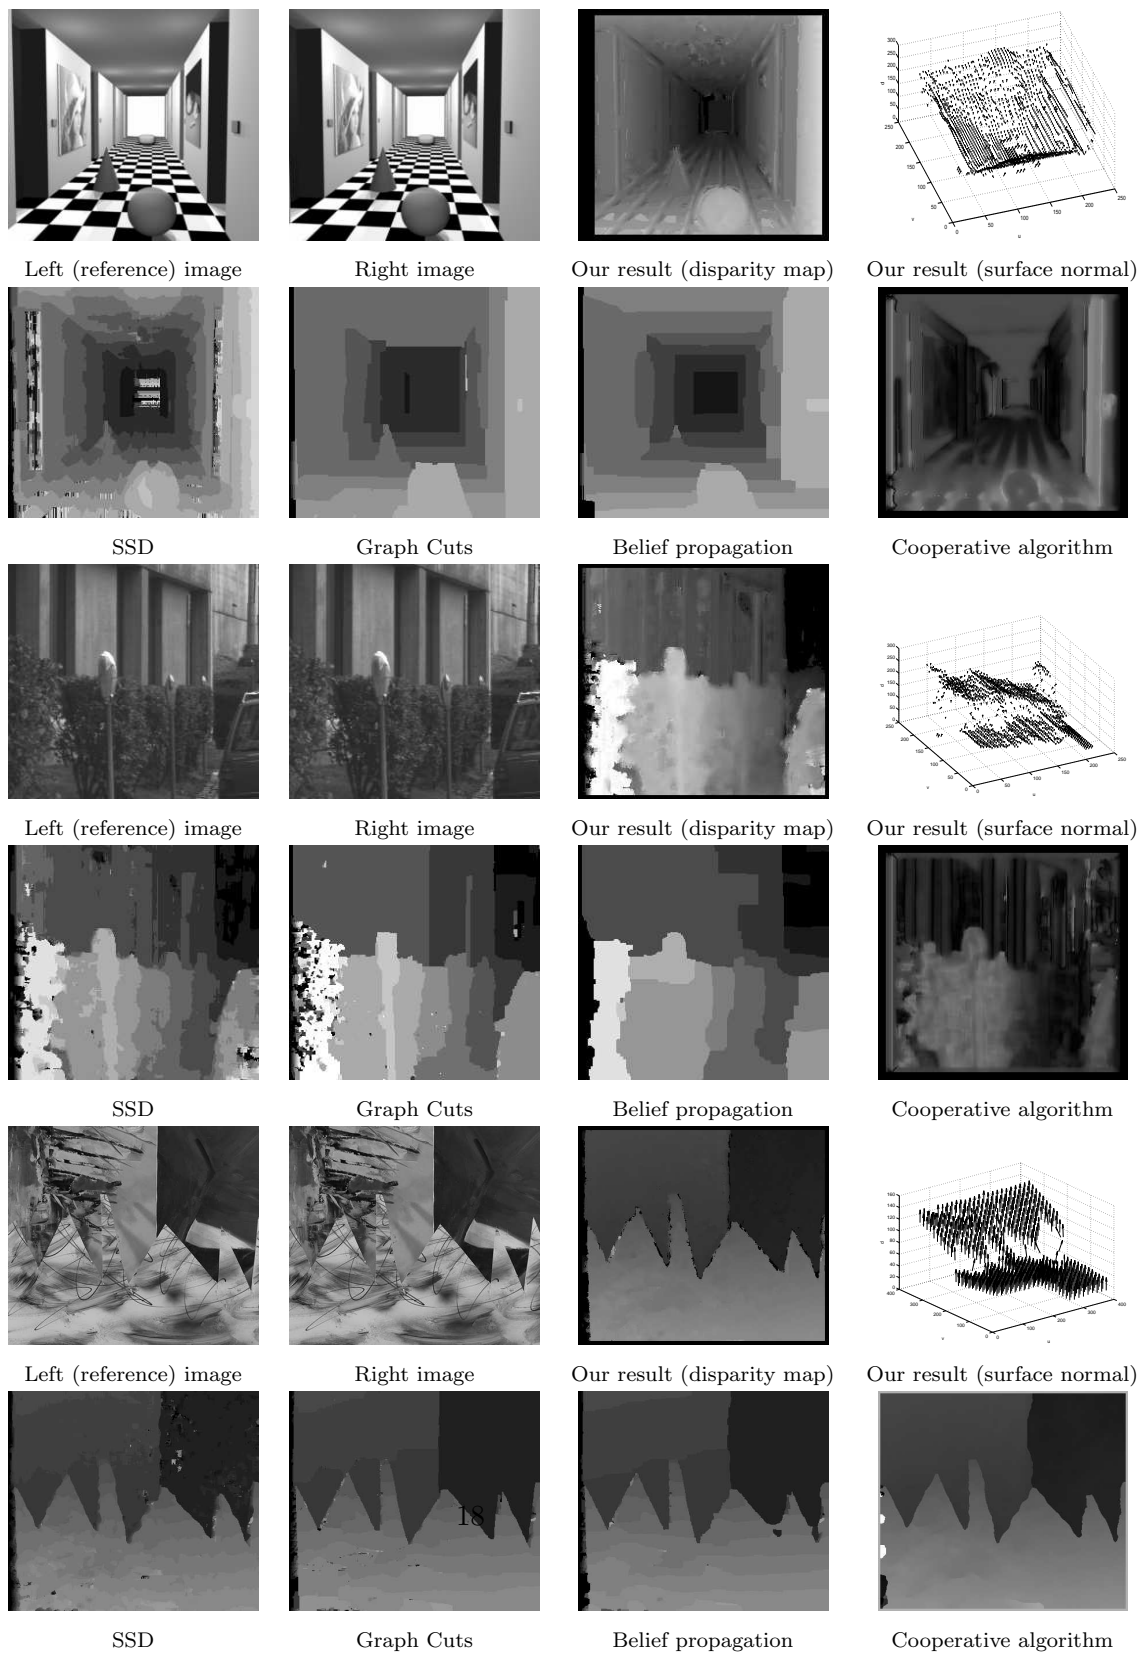 Left (reference) image Right image Our result (disparity map) Our result (surface normal)
SSD Graph Cuts Belief propagation Cooperative algorithm
Left (reference) image Right image Our result (disparity map) Our result (surface normal)
SSD Graph Cuts Belief propagation Cooperative algorithm
Left (reference) image Right image Our result (disparity map) Our result (surface normal)
18
SSD Graph Cuts Belief propagation Cooperative algorithm